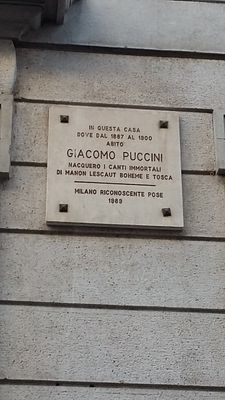 IN QUESTA CASA
DOVE DAL 1887 AL 1900
ABITÒ
GIACOMO PUCCINI
NACQUERO I CANTI IMMORTALI
DI MANON LESCAUT BOHEME E TOSCA
MILANO RICONOSCENTE POSE
1989